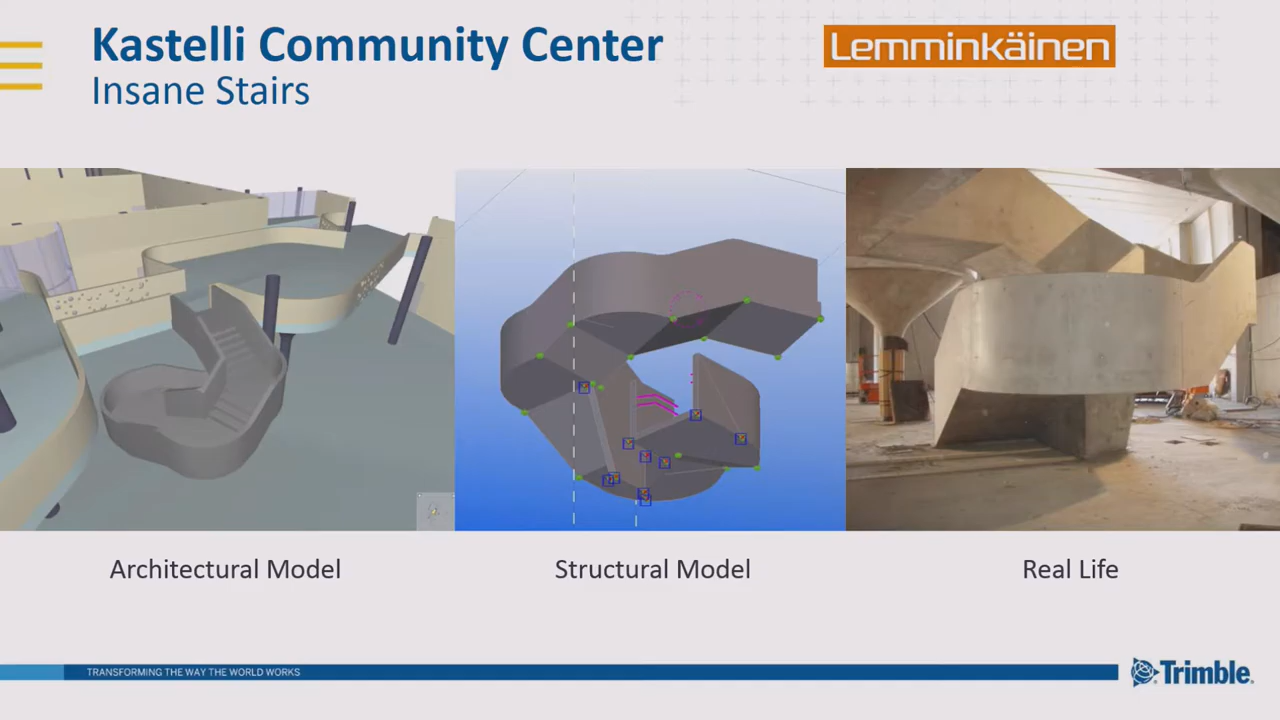 Kastelli Community Center
Insane Stairs
Lemminkäinen
Architectural Model
Structural Model
Real Life
TRANSFORMING THE WAY THE WORLD WORKS
Trimble